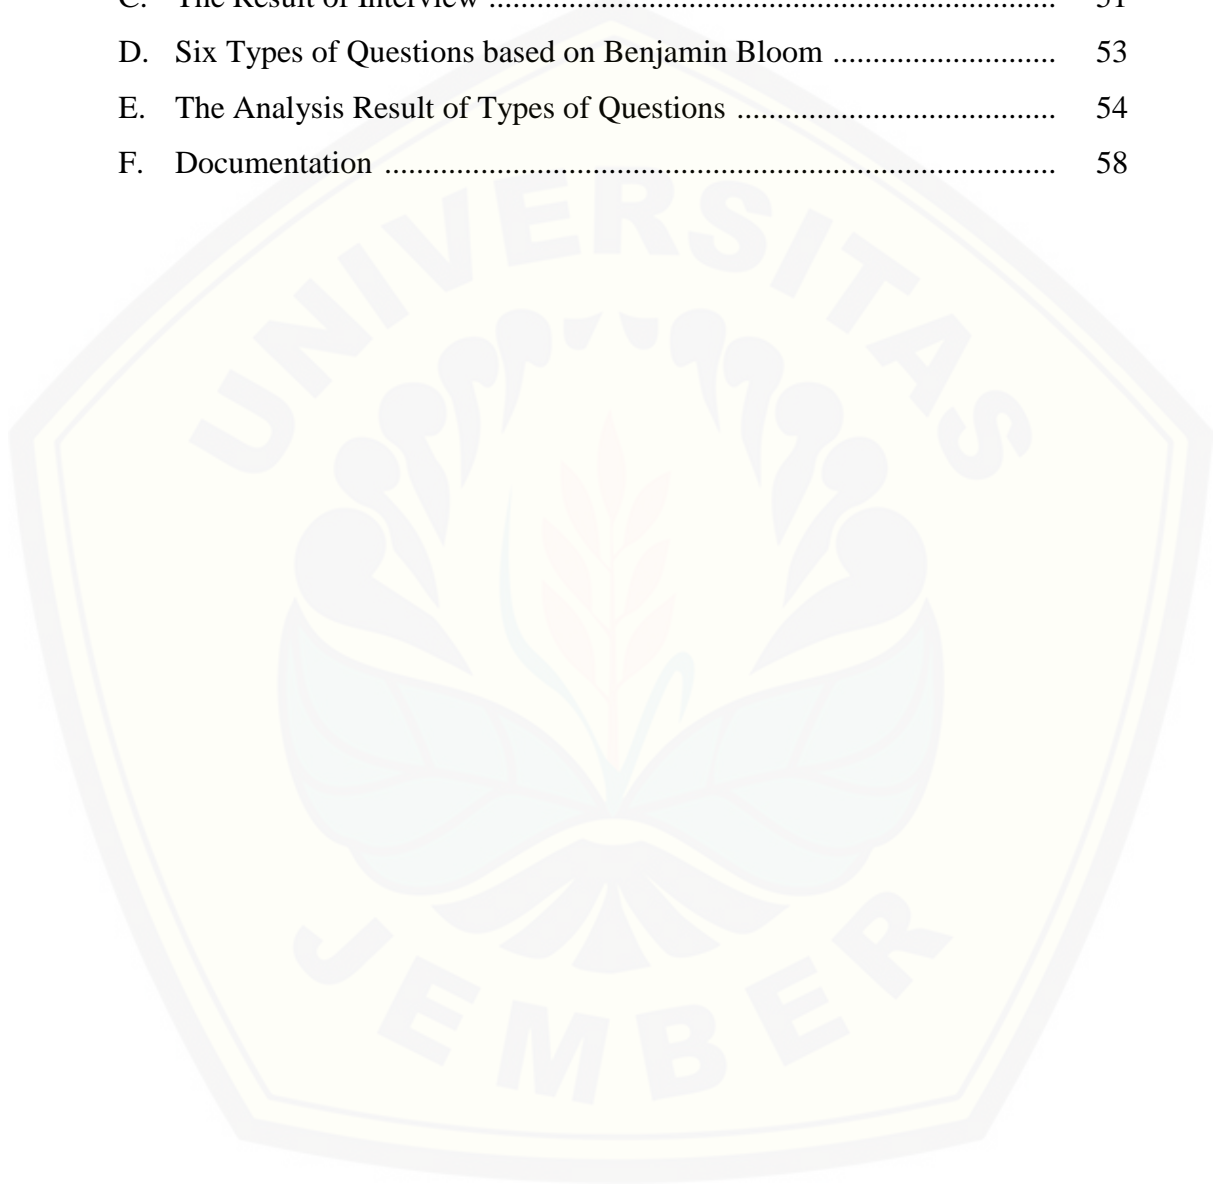 C. The Result of Interview ....................................................................... 51
D. Six Types of Questions based on Benjamin Bloom ............................ 53
E. The Analysis Result of Types of Questions ........................................ 54
F. Documentation .................................................................................... 58
UNIVERSITAS
JEMBER